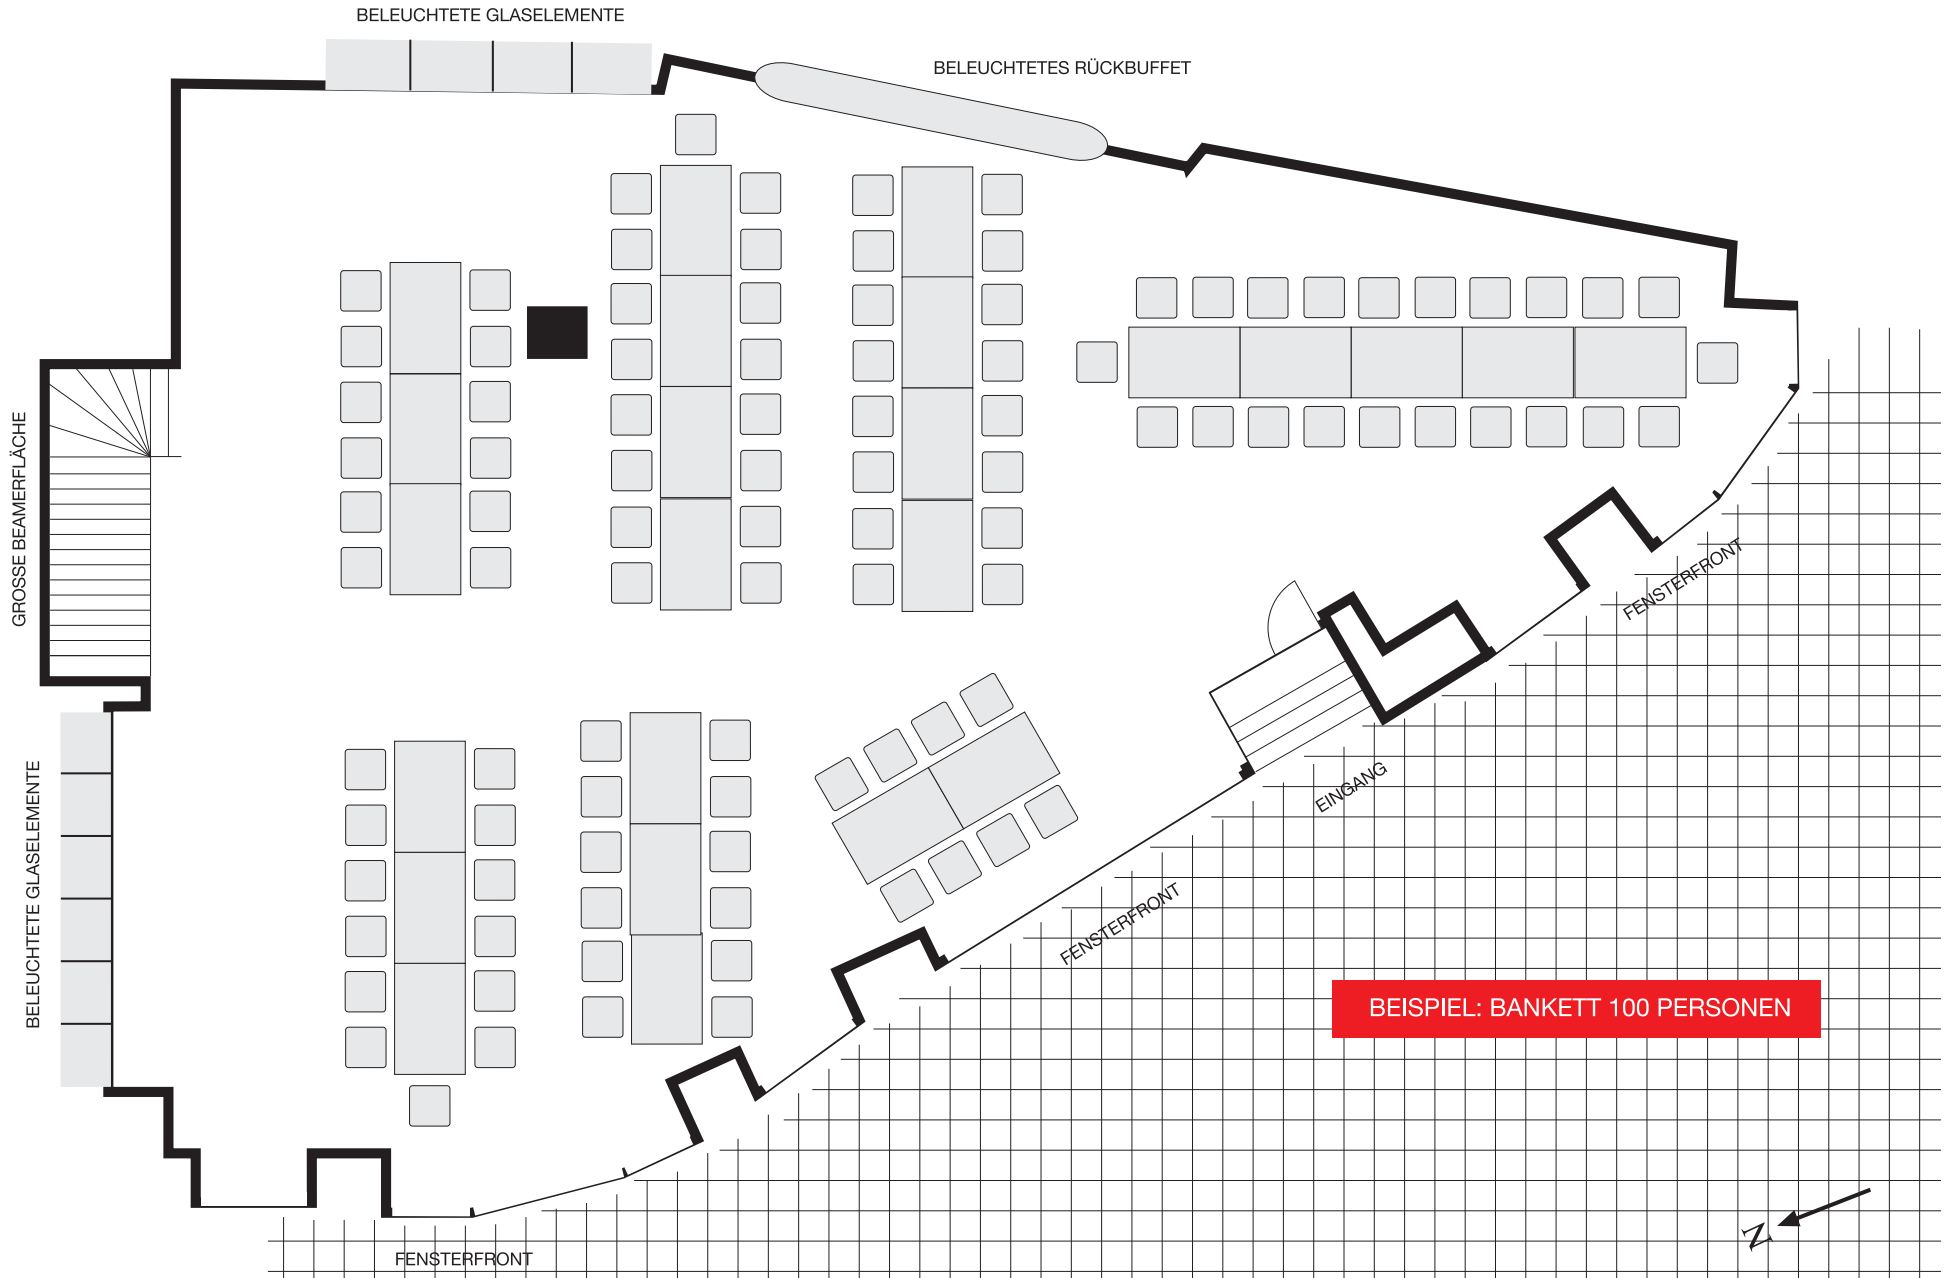 BELEUCHTETE GLASELEMENTE
BELEUCHTETES RÜCKBUFFET
GROSSE BEAMERFLÄCHE
FENSTERFRONT
BELEUCHTETE GLASELEMENTE
EINGANG
FENSTERFRONT
BEISPIEL: BANKETT 100 PERSONEN
N
FENSTERFRONT